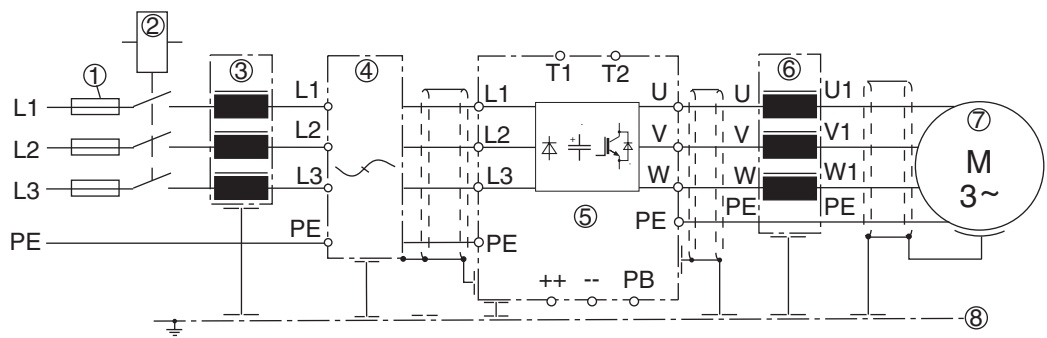 ②
① ③ ④ T1 T2 ⑥
L1 L1 L1 U U U1 ⑦
L2 L2 L2 V V V1 M
L3 L3 L3 W W W1 3~
PE PE PE ⑤ PE PE PE
++ -- PB
⑧